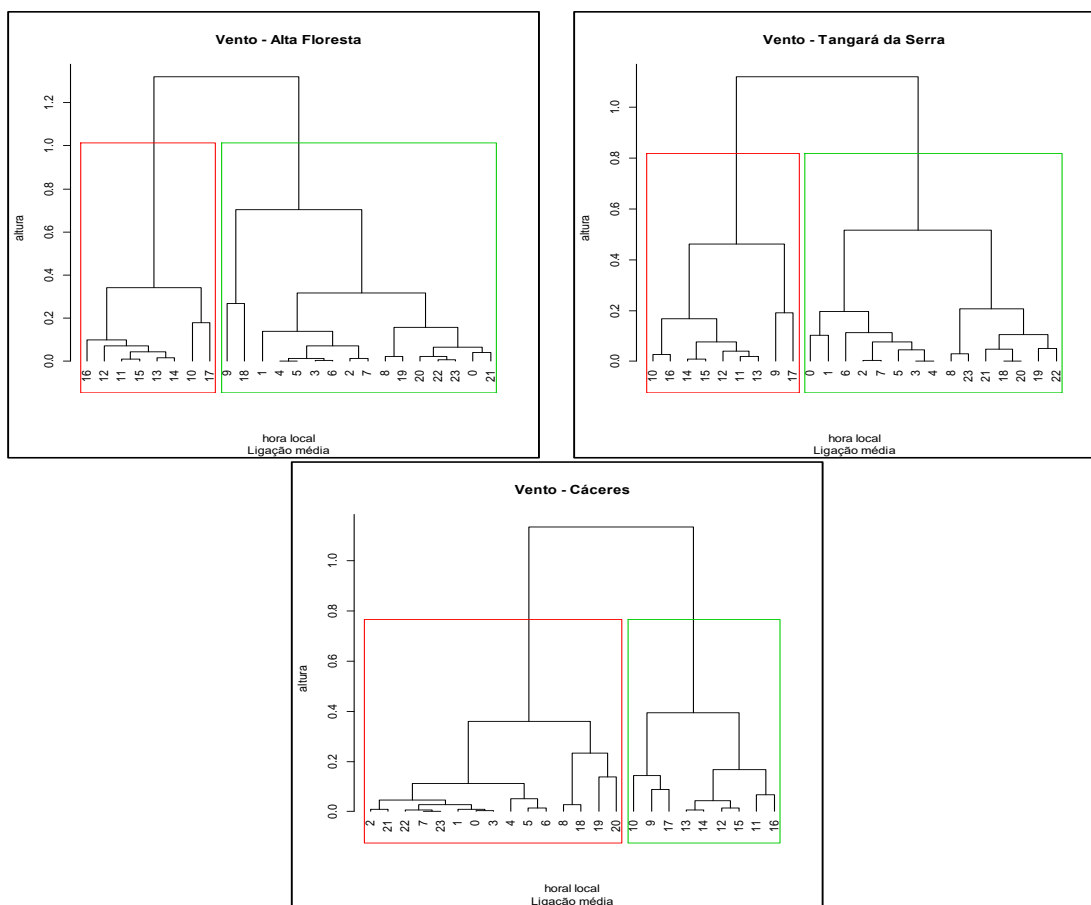 Vento - Alta Floresta
altura
1.2
1.0
0.8
0.6
0.4
0.2
0.0
16 12 11 15 13 14 10 17 9 18 1 4 5 3 6 2 7 8 19 20 22 23 0 21
hora local
Ligação média
Vento - Tangará da Serra
altura
1.0
0.8
0.6
0.4
0.2
0.0
10 16 14 15 12 11 13 9 17 0 1 6 2 7 5 3 4 8 23 21 18 20 19 22
hora local
Ligação média
Vento - Cáceres
altura
1.0
0.8
0.6
0.4
0.2
0.0
2 21 22 7 23 1 0 3 4 5 6 8 18 19 20 10 9 17 13 14 12 15 11 16
horal local
Ligação média